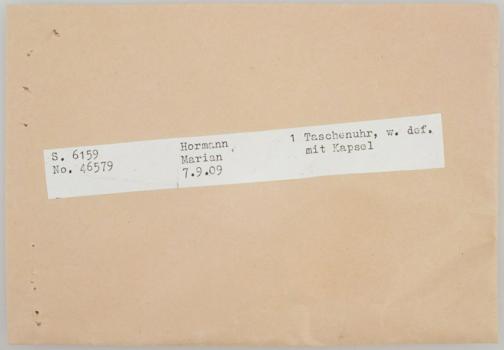 S. 6159
No. 46579
Hormann,
Marian
7.9.09
1 Taschenuhr, w. def.
mit Kapsel